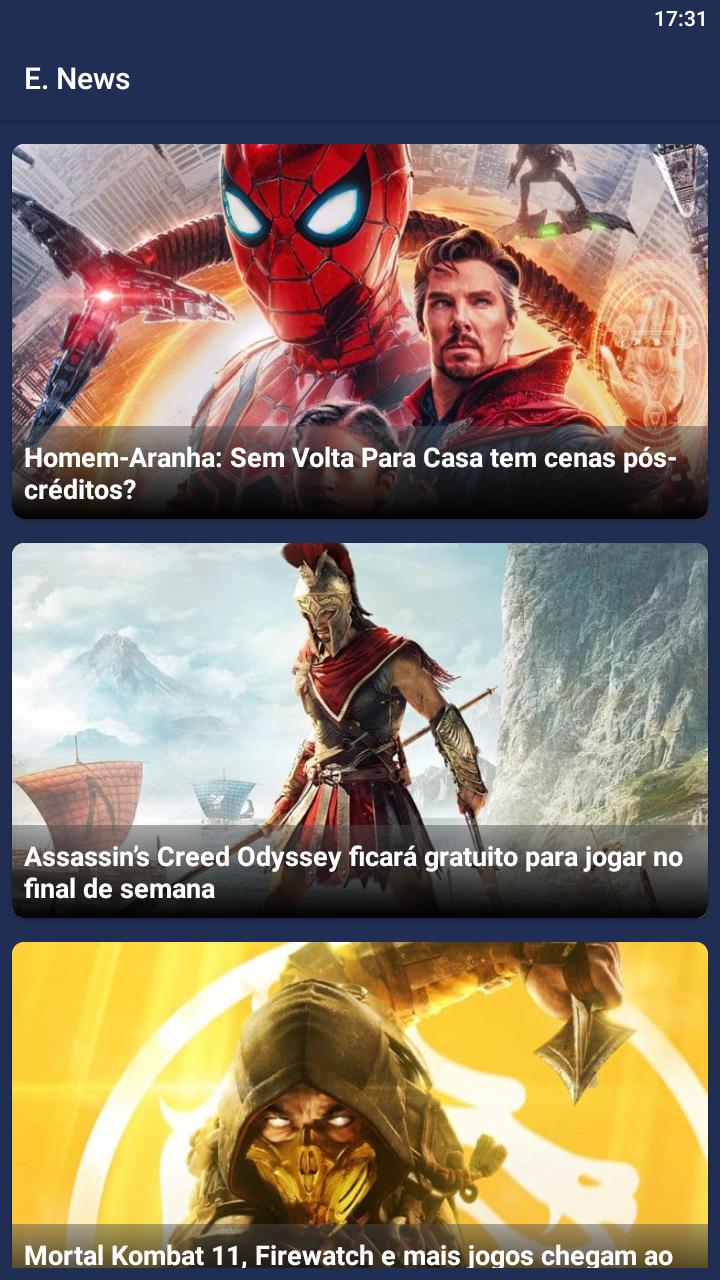 17:31
E. News
Homem-Aranha: Sem Volta Para Casa tem cenas pós-
créditos?
Assassin's Creed Odyssey ficará gratuito para jogar no
final de semana
Mortal Kombat 11, Firewatch e mais jogos chegam ao